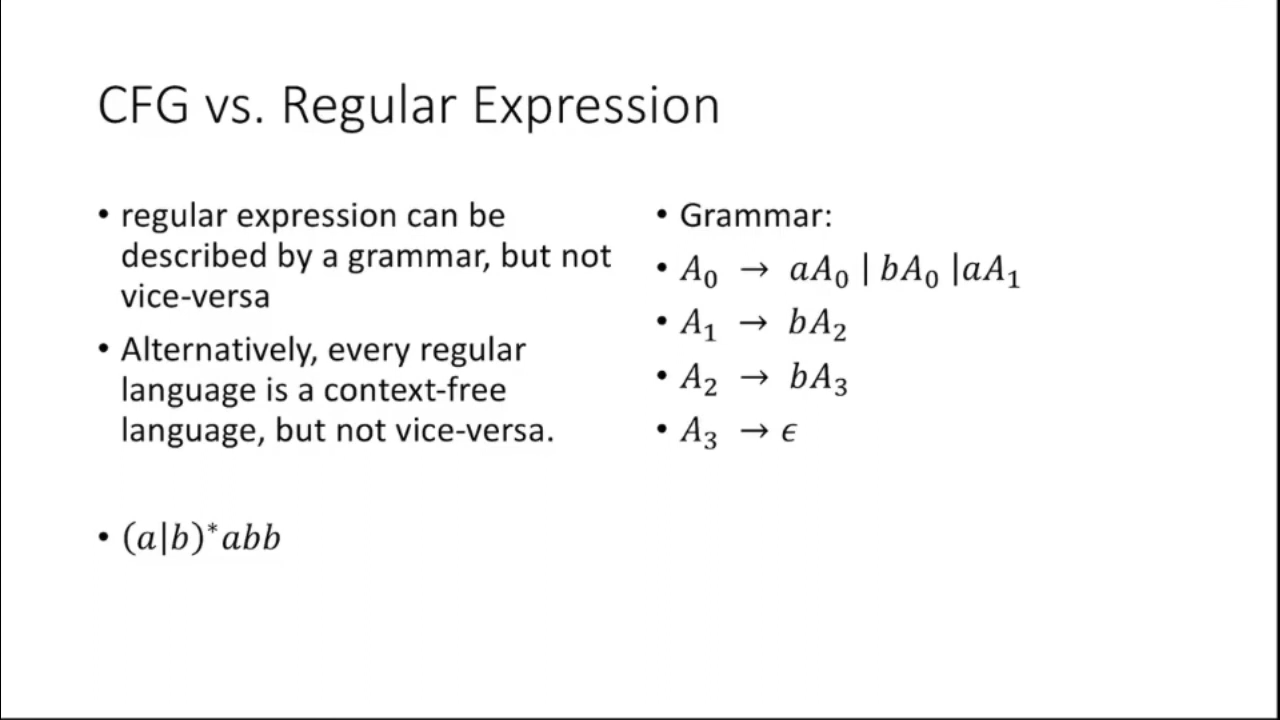 CFG vs. Regular Expression
• regular expression can be
described by a grammar, but not
vice-versa
• Alternatively, every regular
language is a context-free
language, but not vice-versa.
• (a|b)*abb
• Grammar:
• A₀ → aA₀ | bA₀ |aA₁
• A₁ → bA₂
• A₂ → bA₃
• A₃ → ϵ